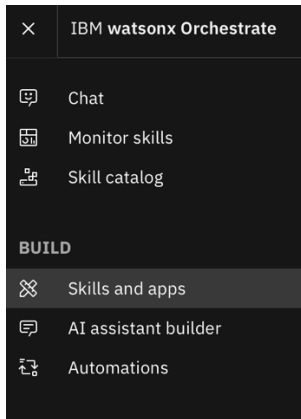 IBM watsonx Orchestrate
Chat
Monitor skills
Skill catalog
BUILD
Skills and apps
AI assistant builder
Automations